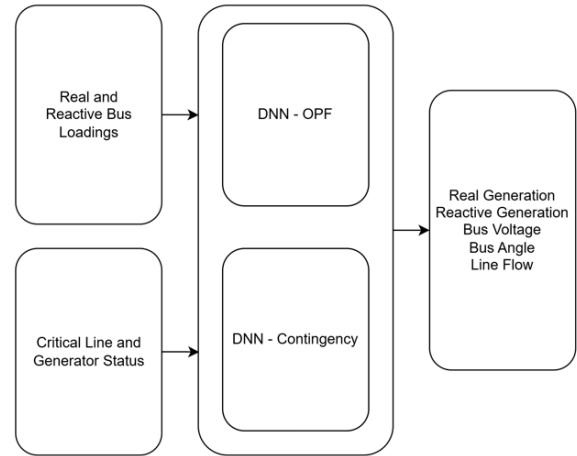 Real and
Reactive Bus
Loadings
DNN - OPF
Real Generation
Reactive Generation
Bus Voltage
Bus Angle
Line Flow
Critical Line and
Generator Status
DNN - Contingency